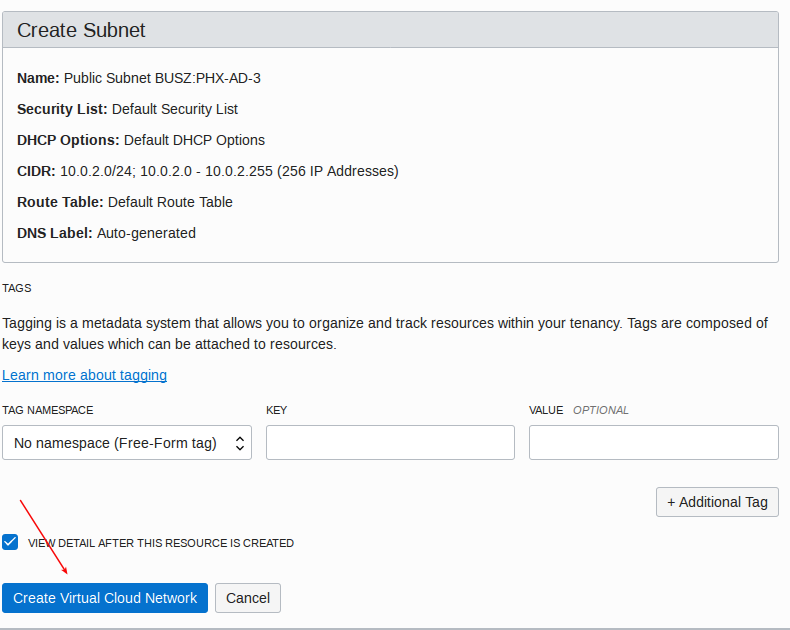 Create Subnet
Name: Public Subnet BUSZ:PHX-AD-3
Security List: Default Security List
DHCP Options: Default DHCP Options
CIDR: 10.0.2.0/24; 10.0.2.0 - 10.0.2.255 (256 IP Addresses)
Route Table: Default Route Table
DNS Label: Auto-generated
TAGS
Tagging is a metadata system that allows you to organize and track resources within your tenancy. Tags are composed of
keys and values which can be attached to resources.
Learn more about tagging
TAG NAMESPACE KEY VALUE OPTIONAL
No namespace (Free-Form tag)
+ Additional Tag
VIEW DETAIL AFTER THIS RESOURCE IS CREATED
Create Virtual Cloud Network Cancel